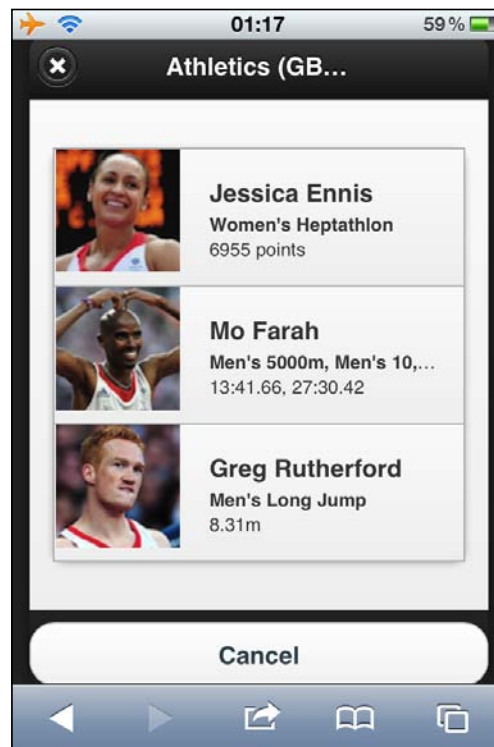 01:17
59%
Athletics (GB...
Jessica Ennis
Women's Heptathlon
6955 points
Mo Farah
Men's 5000m, Men's 10,...
13:41.66, 27:30.42
Greg Rutherford
Men's Long Jump
8.31m
Cancel